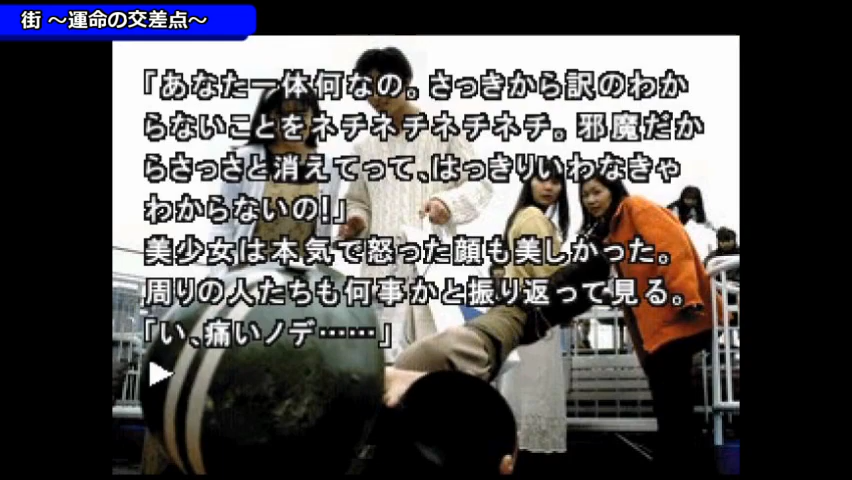 街 ～運命の交差点～
「あなた一体何なの。さっきから訳のわか
らないことをネチネチネチネチ。邪魔だか
らさっさと消えてって、はっきりいわなきゃ
わからないの!」
美少女は本気で怒った顔も美しかった。
周りの人たちも何事かと振り返って見る。
「い、痛いノデ……」